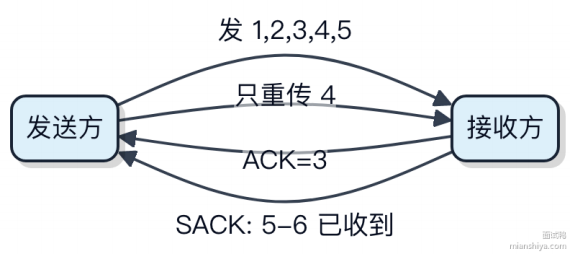 发 1,2,3,4,5
只重传 4
发送方
接收方
ACK=3
SACK: 5–6 已收到
面试鸭
mianshiya.com